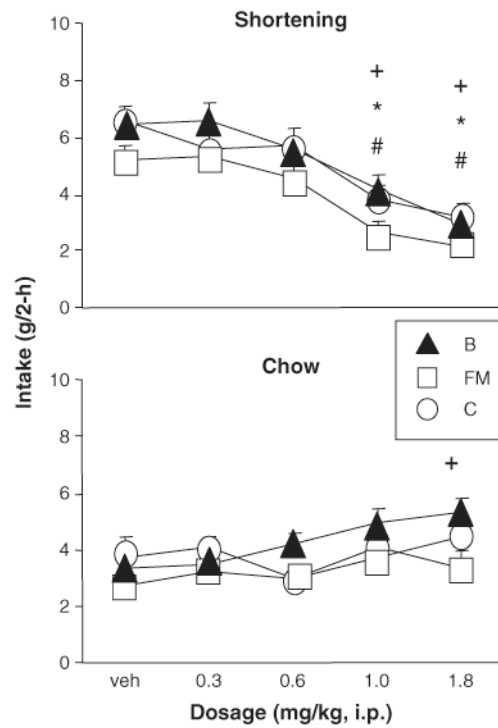 Shortening
10
8
6
4
2
0
+
*
#
+
*
#
Intake (g/2-h)
B
FM
C
Chow
10
8
6
4
2
0
+
veh 0.3 0.6 1.0 1.8
Dosage (mg/kg, i.p.)